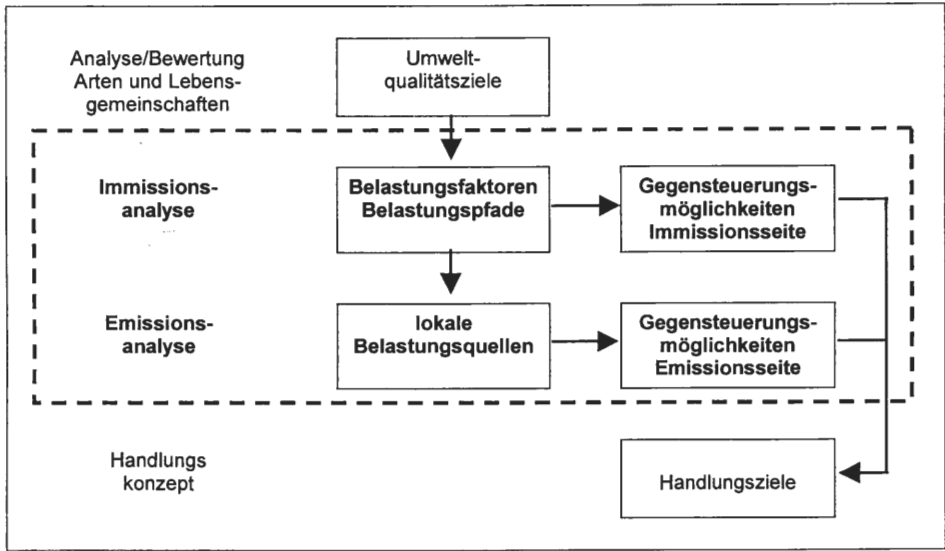 Analyse/Bewertung
Arten und Lebens-
gemeinschaften
Umwelt-
qualitätsziele
Immissions-
analyse
Belastungsfaktoren
Belastungspfade
Gegensteuerungs-
möglichkeiten
Immissionsseite
Emissions-
analyse
lokale
Belastungsquellen
Gegensteuerungs-
möglichkeiten
Emissionsseite
Handlungs
konzept
Handlungsziele